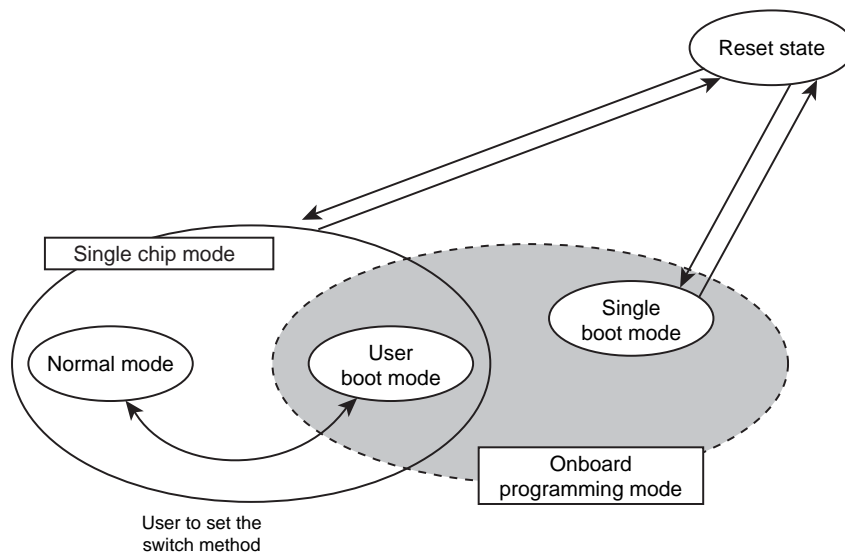 Reset state
Single chip mode
Single
boot mode
Normal mode
User
boot mode
Onboard
programming mode
User to set the
switch method